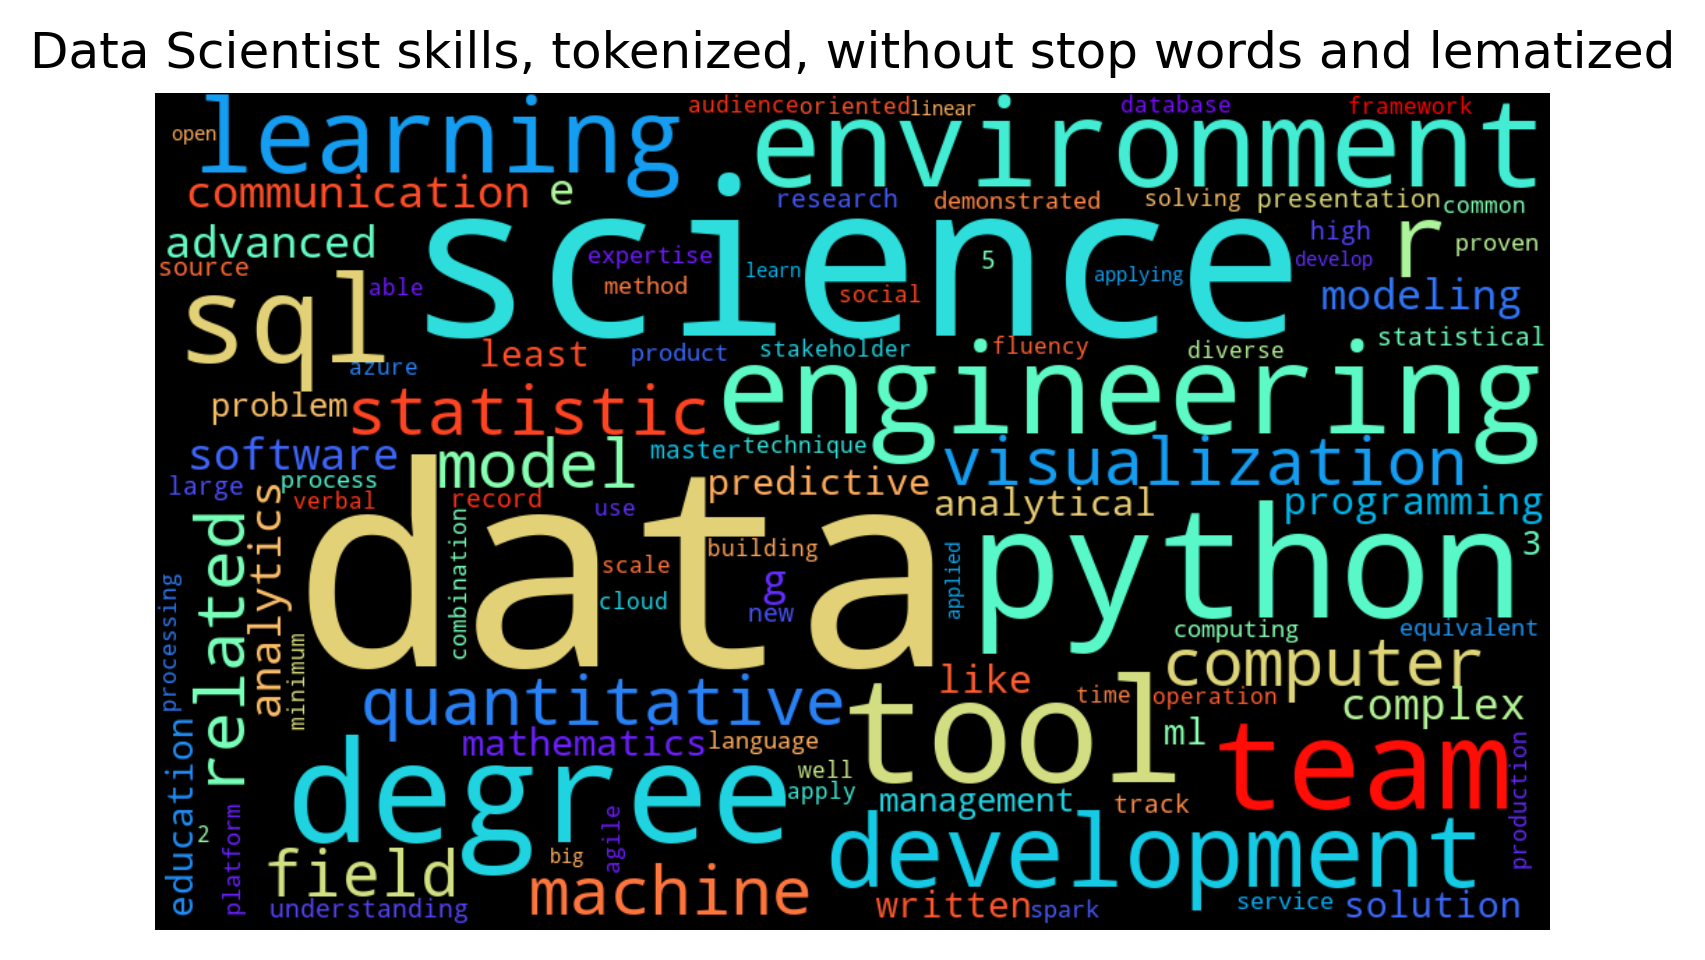 Data Scientist skills, tokenized, without stop words and lematized
open learning audience oriented linear database framework
environment
communication e research demonstrated solving presentation common
advanced science expertise learn 5 applying high r proven
source able method social develop
sql modeling
azure least product stakeholder fluency diverse statistical
problem statistic engineering
software model master technique visualization
large process verbal record use predictive analytical programming
related analytics combination data building applied python 3
scale cloud g new
processing minimum computing equivalent
quantitative like tool time operation computer complex
mathematics language ml team production
education degree well apply management track
2 platform agile development
field big machine
understanding written spark service solution